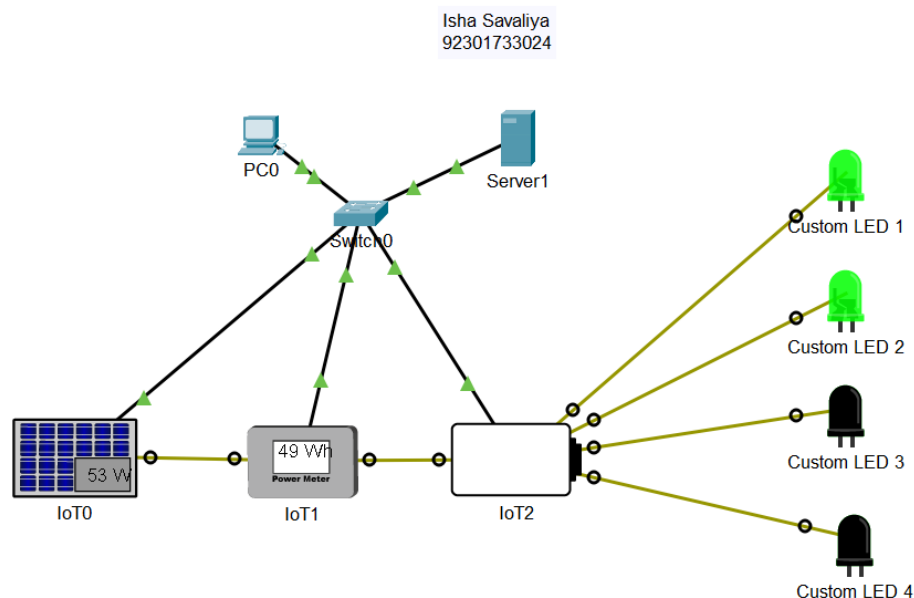 Isha Savaliya
92301733024
PC0
Server1
Switch0
Custom LED 1
Custom LED 2
Custom LED 3
Custom LED 4
53 W
IoT0
49 Wh
Power Meter
IoT1
IoT2